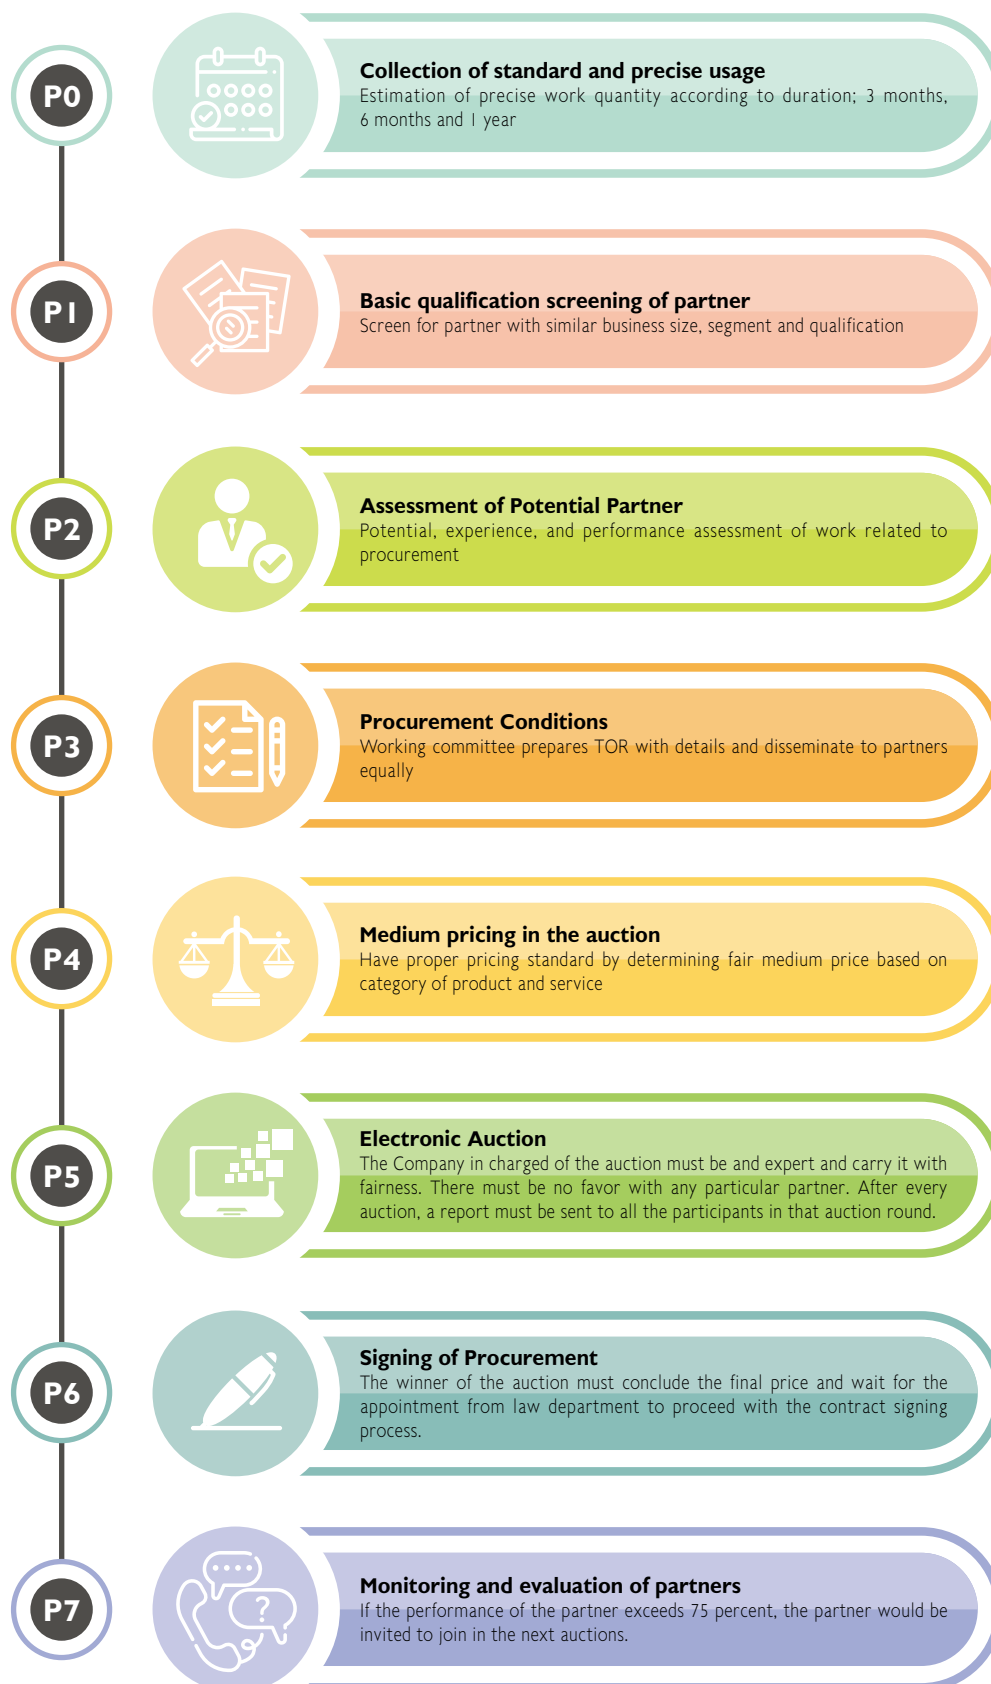 P0
Collection of standard and precise usage
Estimation of precise work quantity according to duration; 3 months,
6 months and 1 year
P1
Basic qualification screening of partner
Screen for partner with similar business size, segment and qualification
P2
Assessment of Potential Partner
Potential, experience, and performance assessment of work related to
procurement
P3
Procurement Conditions
Working committee prepares TOR with details and disseminate to partners
equally
P4
Medium pricing in the auction
Have proper pricing standard by determining fair medium price based on
category of product and service
P5
Electronic Auction
The Company in charged of the auction must be and expert and carry it with
fairness. There must be no favor with any particular partner. After every
auction, a report must be sent to all the participants in that auction round.
P6
Signing of Procurement
The winner of the auction must conclude the final price and wait for the
appointment from law department to proceed with the contract signing
process.
P7
?
Monitoring and evaluation of partners
If the performance of the partner exceeds 75 percent, the partner would be
invited to join in the next auctions.